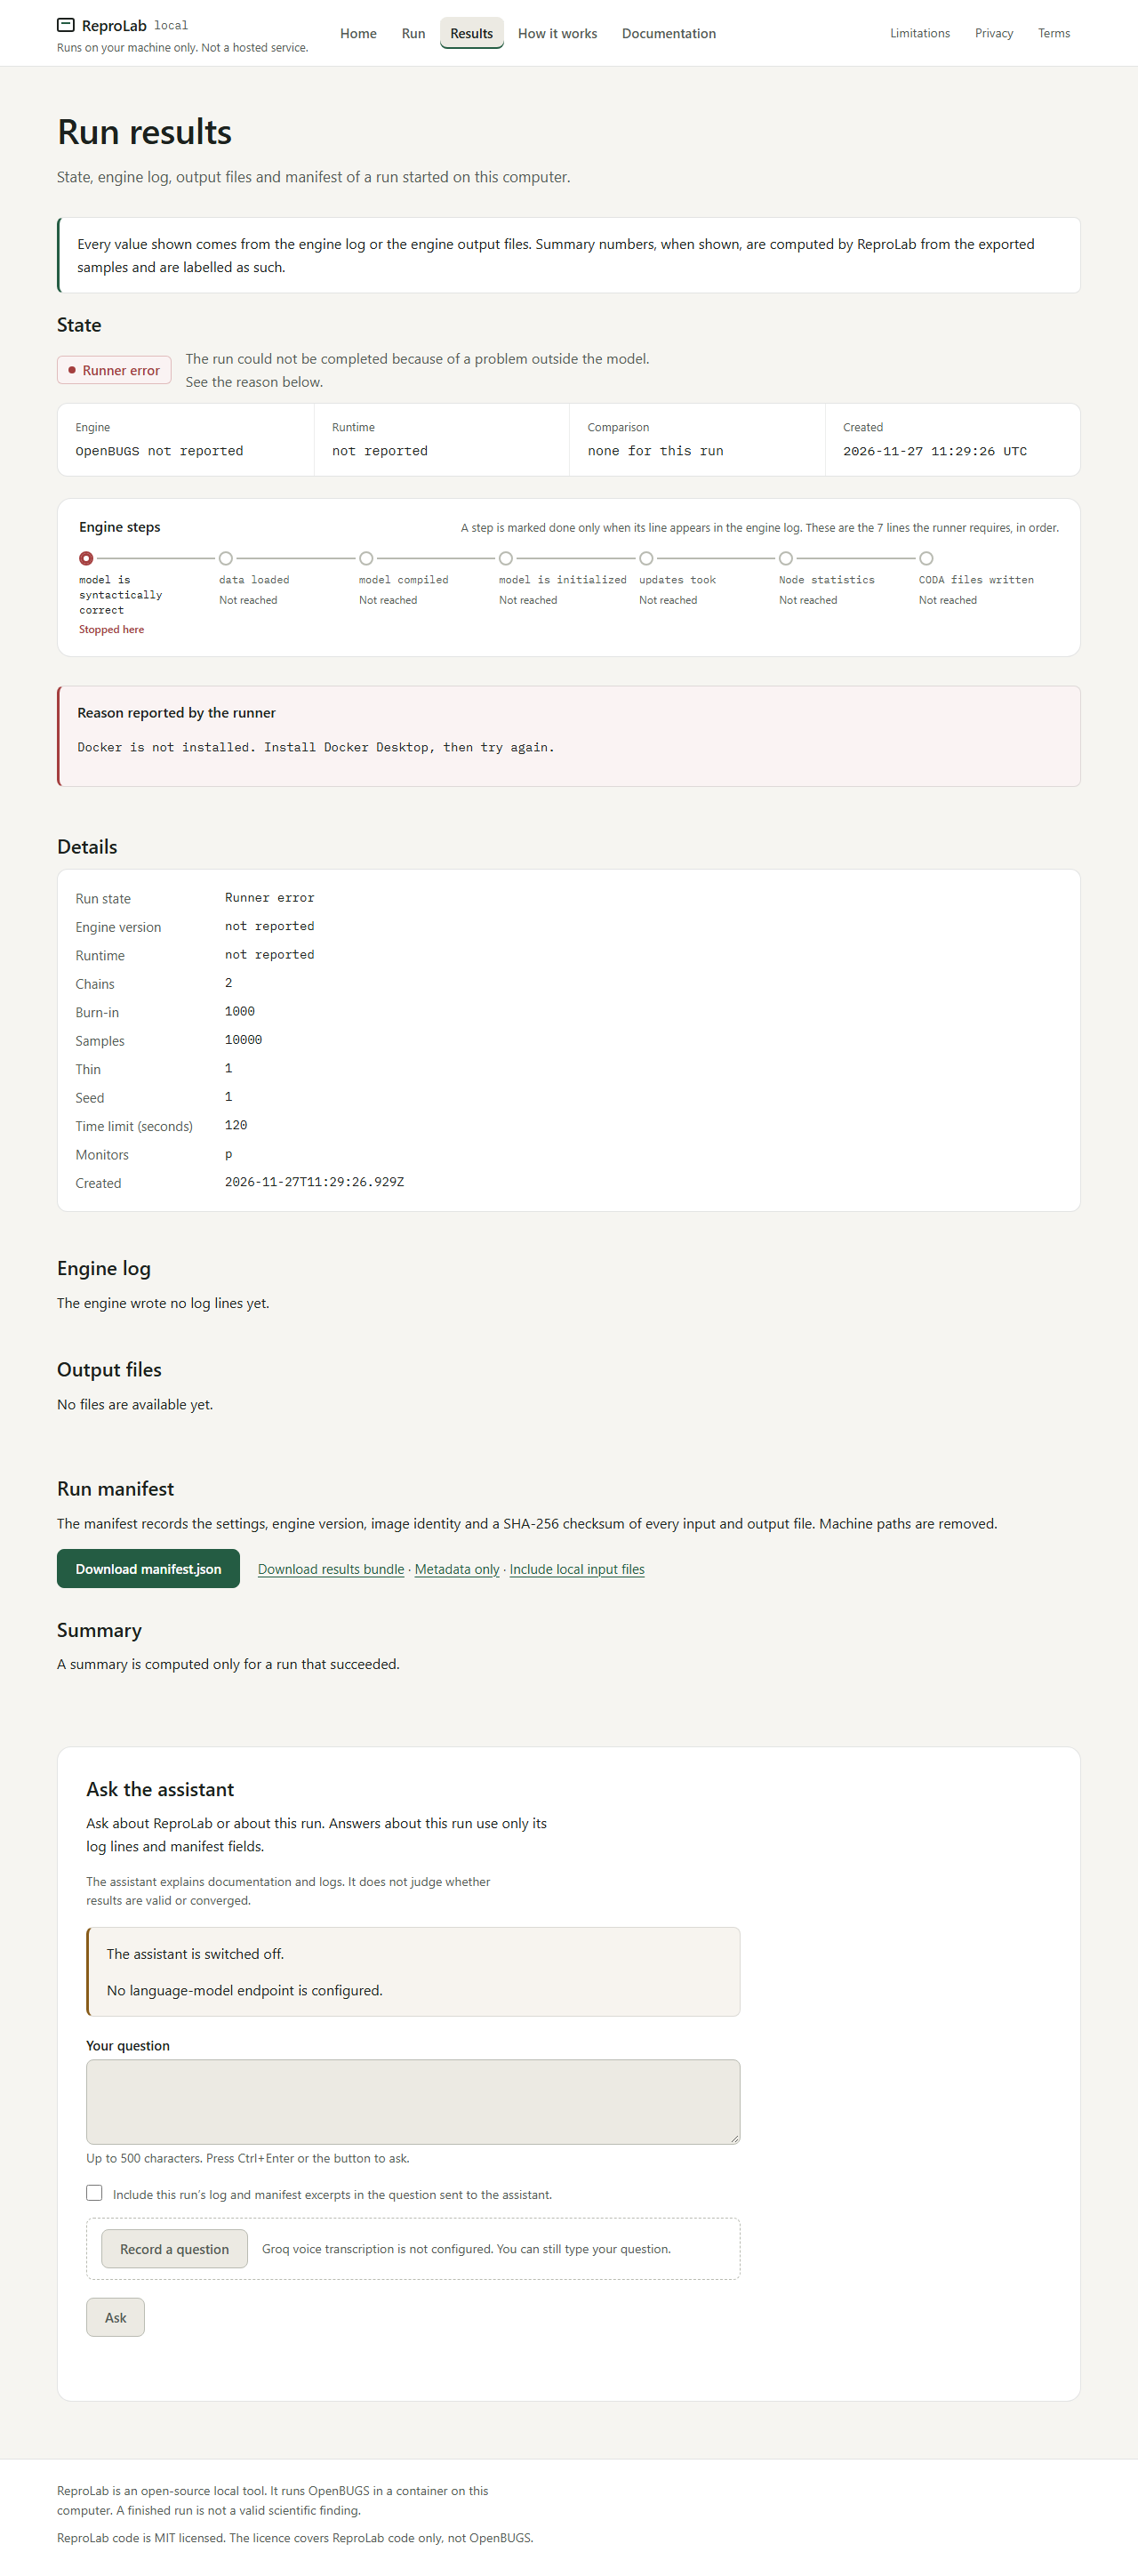 ReproLab local
Runs on your machine only. Not a hosted service.
Home
Run
Results
How it works
Documentation
Limitations
Privacy
Terms
Run results
State, engine log, output files and manifest of a run started on this computer.
Every value shown comes from the engine log or the engine output files. Summary numbers, when shown, are computed by ReproLab from the exported
samples and are labelled as such.
State
Runner error
The run could not be completed because of a problem outside the model.
See the reason below.
Engine
OpenBUGS not reported
Runtime
not reported
Comparison
none for this run
Created
2026-11-27 11:29:26 UTC
Engine steps
A step is marked done only when its line appears in the engine log. These are the 7 lines the runner requires, in order.
model is
syntactically
correct
Stopped here
data loaded
Not reached
model compiled
Not reached
model is initialized
Not reached
updates took
Not reached
Node statistics
Not reached
CODA files written
Not reached
Reason reported by the runner
Docker is not installed. Install Docker Desktop, then try again.
Details
Run state Runner error
Engine version not reported
Runtime not reported
Chains 2
Burn-in 1000
Samples 10000
Thin 1
Seed 1
Time limit (seconds) 120
Monitors p
Created 2026-11-27T11:29:26.929Z
Engine log
The engine wrote no log lines yet.
Output files
No files are available yet.
Run manifest
The manifest records the settings, engine version, image identity and a SHA-256 checksum of every input and output file. Machine paths are removed.
Download manifest.json
Download results bundle · Metadata only · Include local input files
Summary
A summary is computed only for a run that succeeded.
Ask the assistant
Ask about ReproLab or about this run. Answers about this run use only its
log lines and manifest fields.
The assistant explains documentation and logs. It does not judge whether
results are valid or converged.
The assistant is switched off.
No language-model endpoint is configured.
Your question
Up to 500 characters. Press Ctrl+Enter or the button to ask.
Include this run's log and manifest excerpts in the question sent to the assistant.
Record a question
Groq voice transcription is not configured. You can still type your question.
Ask
ReproLab is an open-source local tool. It runs OpenBUGS in a container on this
computer. A finished run is not a valid scientific finding.
ReproLab code is MIT licensed. The licence covers ReproLab code only, not OpenBUGS.